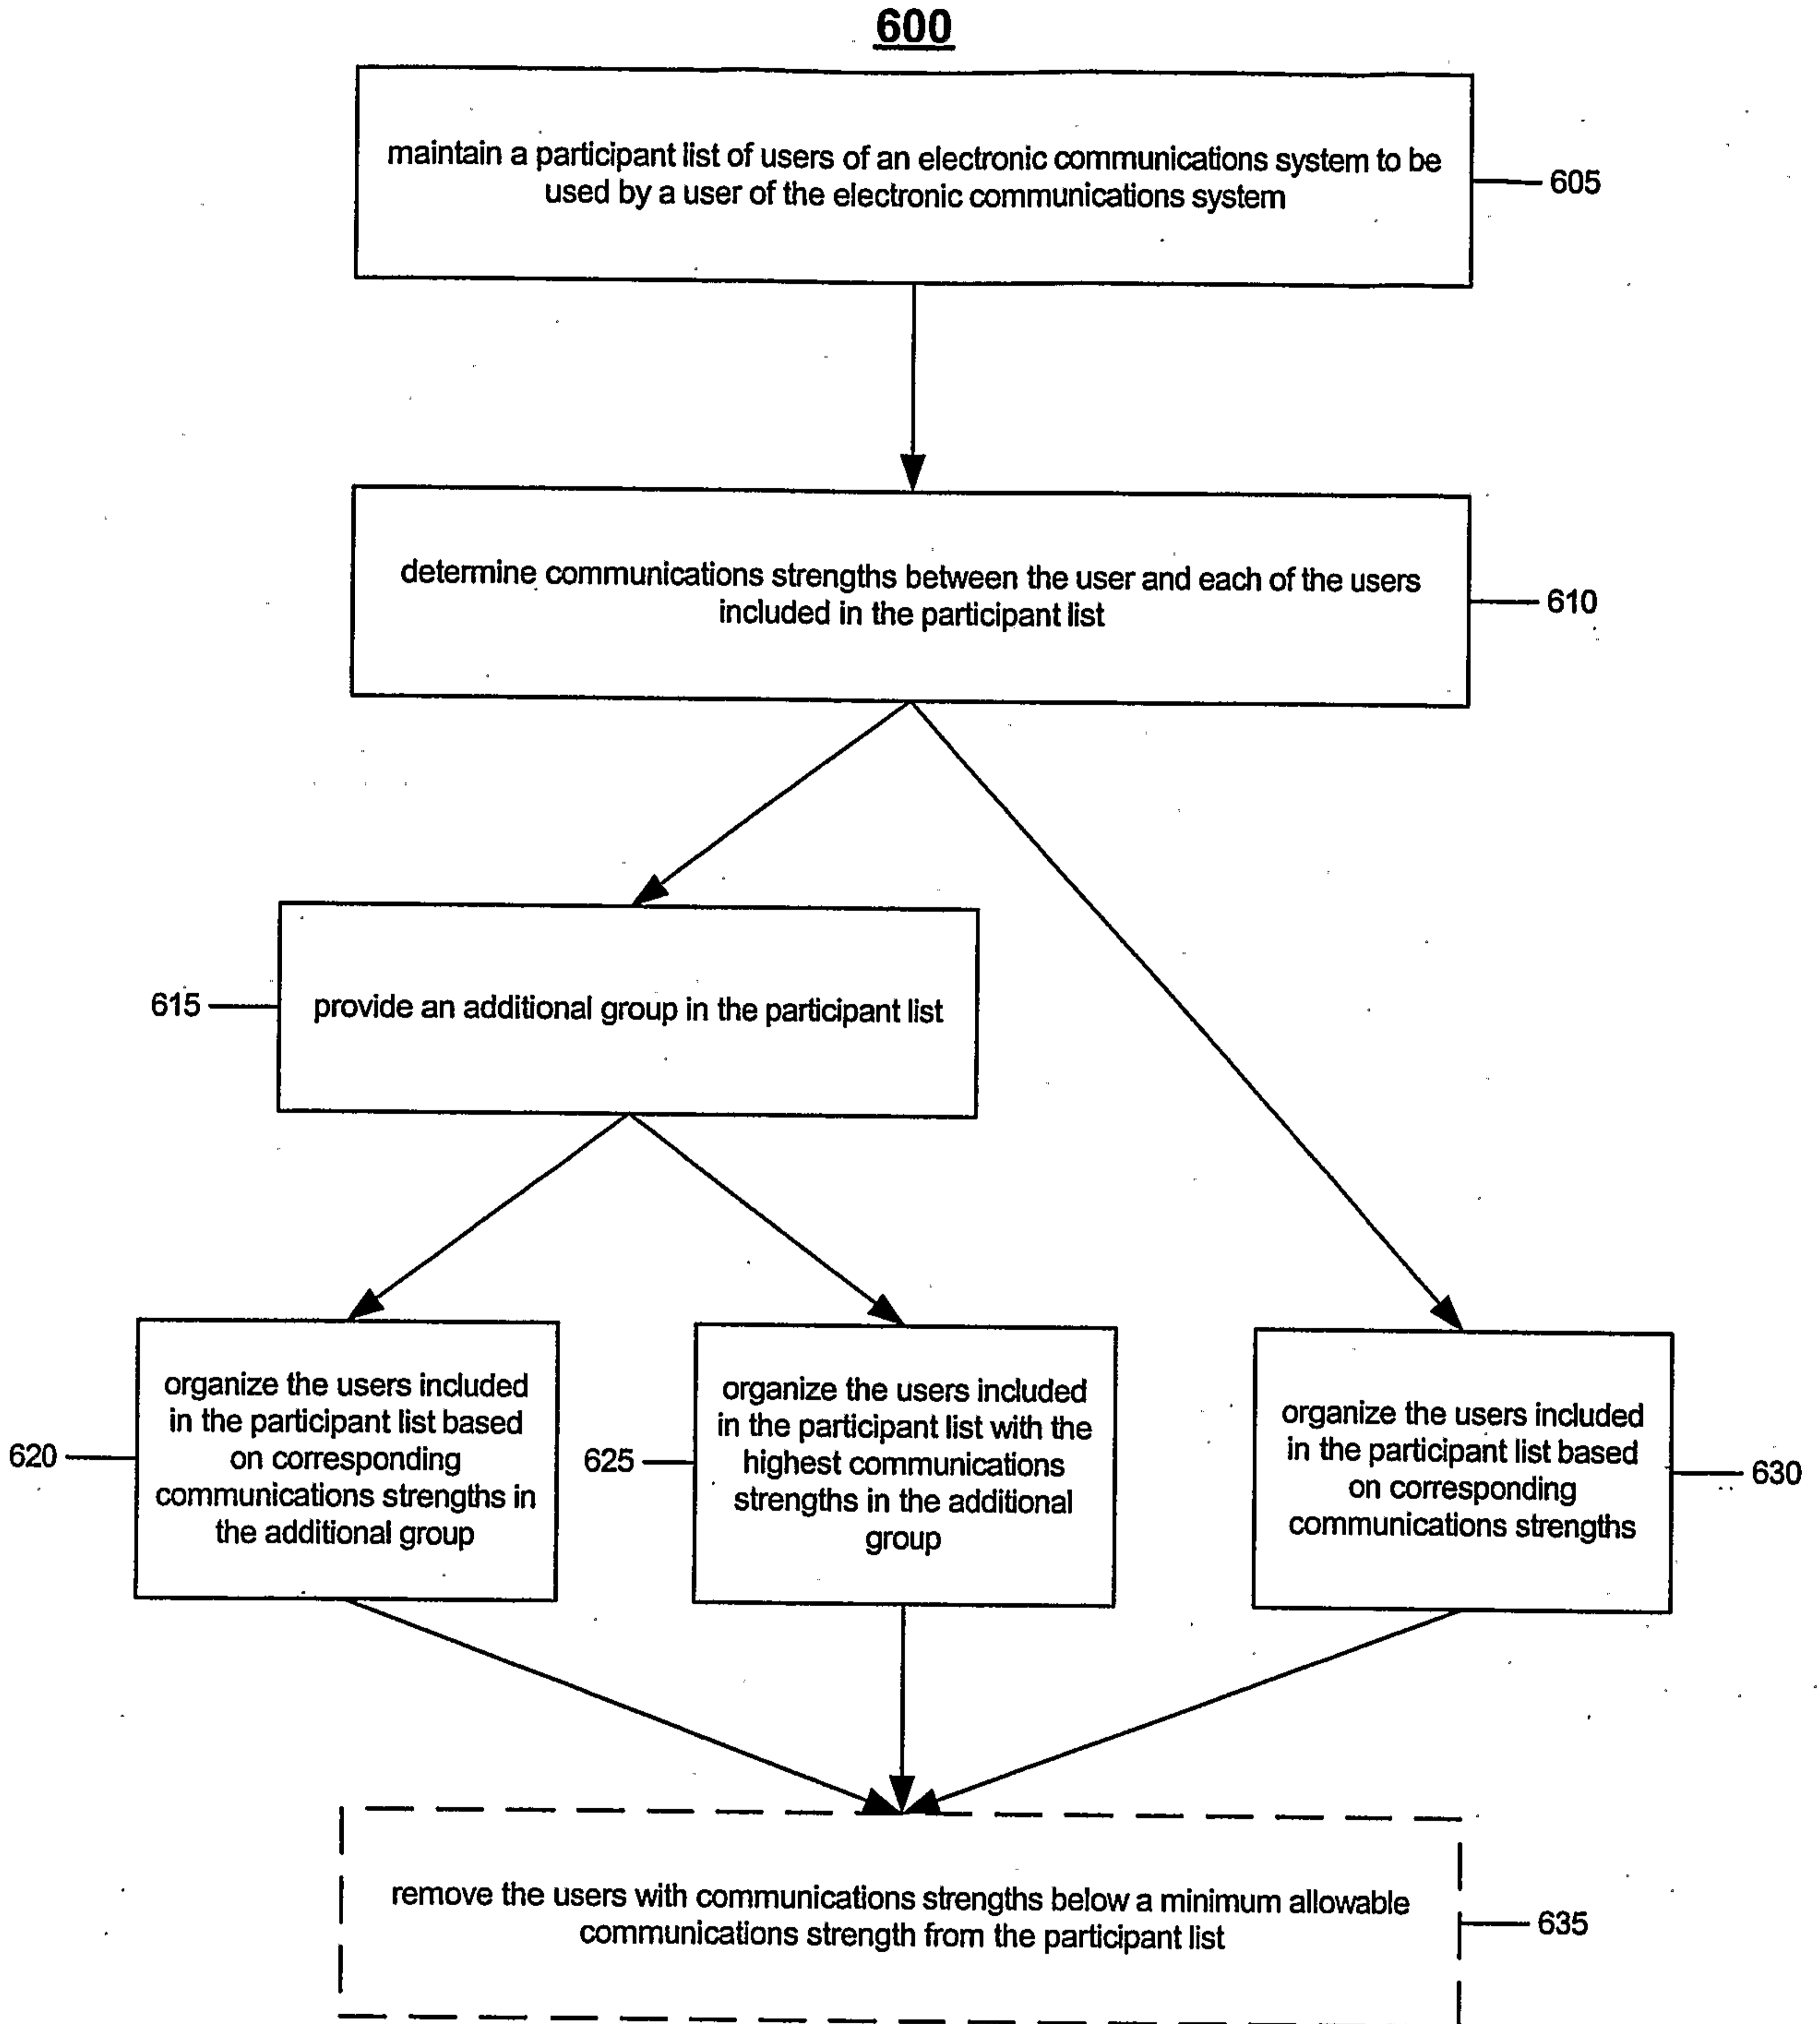 600
maintain a participant list of users of an electronic communications system to be
used by a user of the electronic communications system
605
determine communications strengths between the user and each of the users
included in the participant list
610
615
provide an additional group in the participant list
620
organize the users included
in the participant list based
on corresponding
communications strengths in
the additional group
625
organize the users included
in the participant list with the
highest communications
strengths in the additional
group
organize the users included
in the participant list based
on corresponding
communications strengths
630
remove the users with communications strengths below a minimum allowable
communications strength from the participant list
635